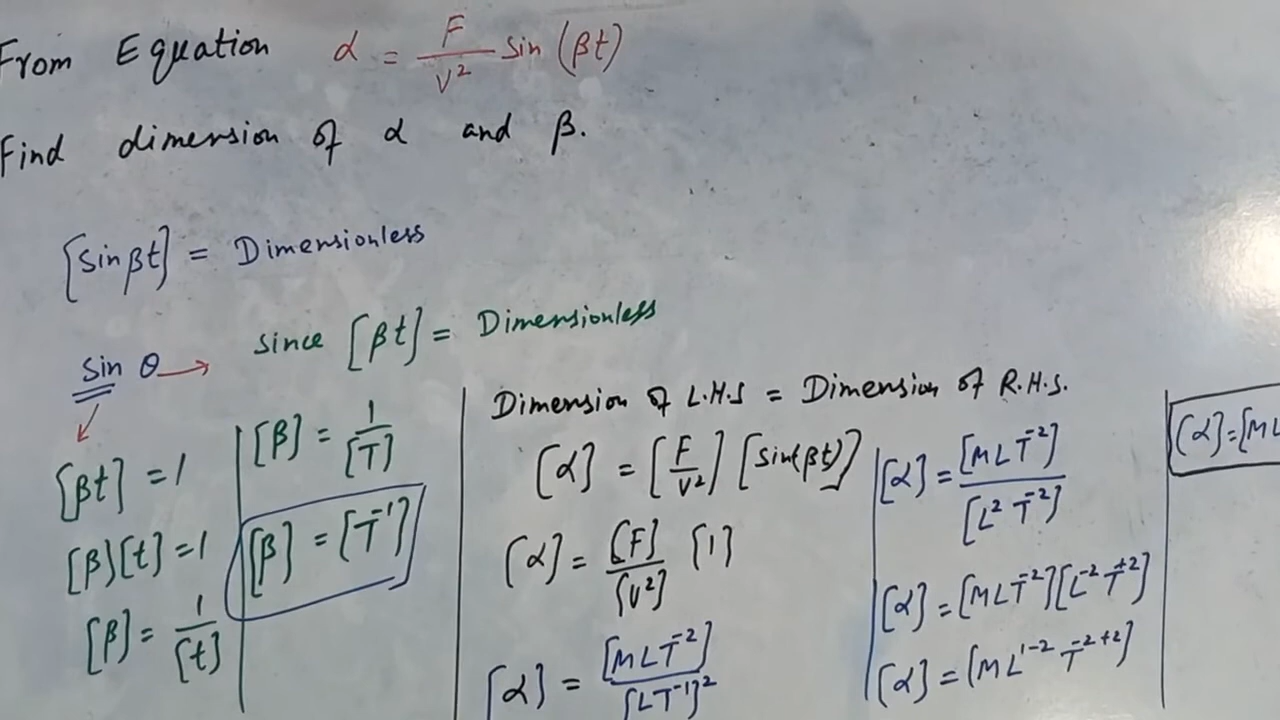 From Equation α = F/V² sin (βt)
Find dimension of α and β.
[sin βt] = Dimensionless
since [βt] = Dimensionless
sin θ →
[βt] = 1
[β][t] = 1
[β] = 1/[t]
[β] = 1/[T]
[β] = [T⁻¹]
Dimension of L.H.S = Dimension of R.H.S.
[α] = [F/V²] [sin(βt)]
[α] = [F]/[V²] [1]
[α] = [MLT⁻²]/[LT⁻¹]²
[α] = [MLT⁻²]/[L²T⁻²]
[α] = [MLT⁻²][L⁻²T⁺²]
[α] = [ML¹⁻²T⁻²⁺²]
[α] = [ML